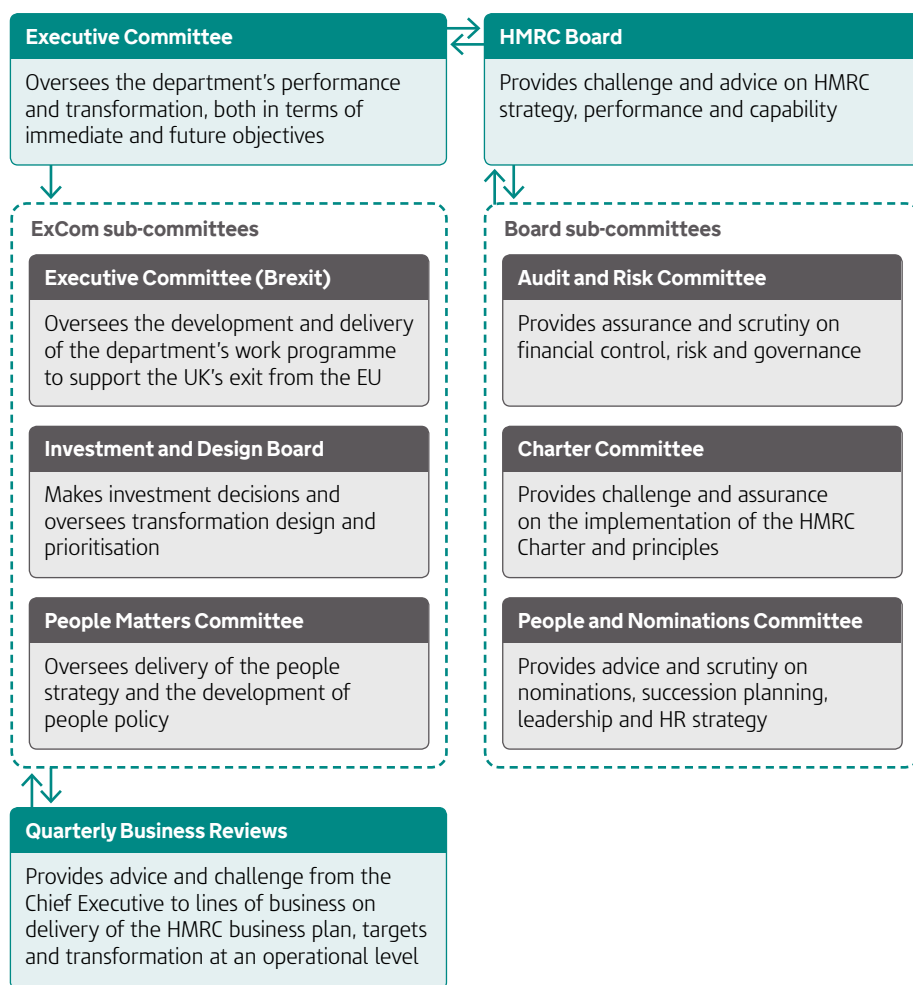 Executive Committee
Oversees the department’s performance
and transformation, both in terms of
immediate and future objectives
HMRC Board
Provides challenge and advice on HMRC
strategy, performance and capability
ExCom sub-committees
Executive Committee (Brexit)
Oversees the development and delivery
of the department’s work programme
to support the UK’s exit from the EU
Investment and Design Board
Makes investment decisions and
oversees transformation design and
prioritisation
People Matters Committee
Oversees delivery of the people
strategy and the development of
people policy
Board sub-committees
Audit and Risk Committee
Provides assurance and scrutiny on
financial control, risk and governance
Charter Committee
Provides challenge and assurance
on the implementation of the HMRC
Charter and principles
People and Nominations Committee
Provides advice and scrutiny on
nominations, succession planning,
leadership and HR strategy
Quarterly Business Reviews
Provides advice and challenge from the
Chief Executive to lines of business on
delivery of the HMRC business plan, targets
and transformation at an operational level